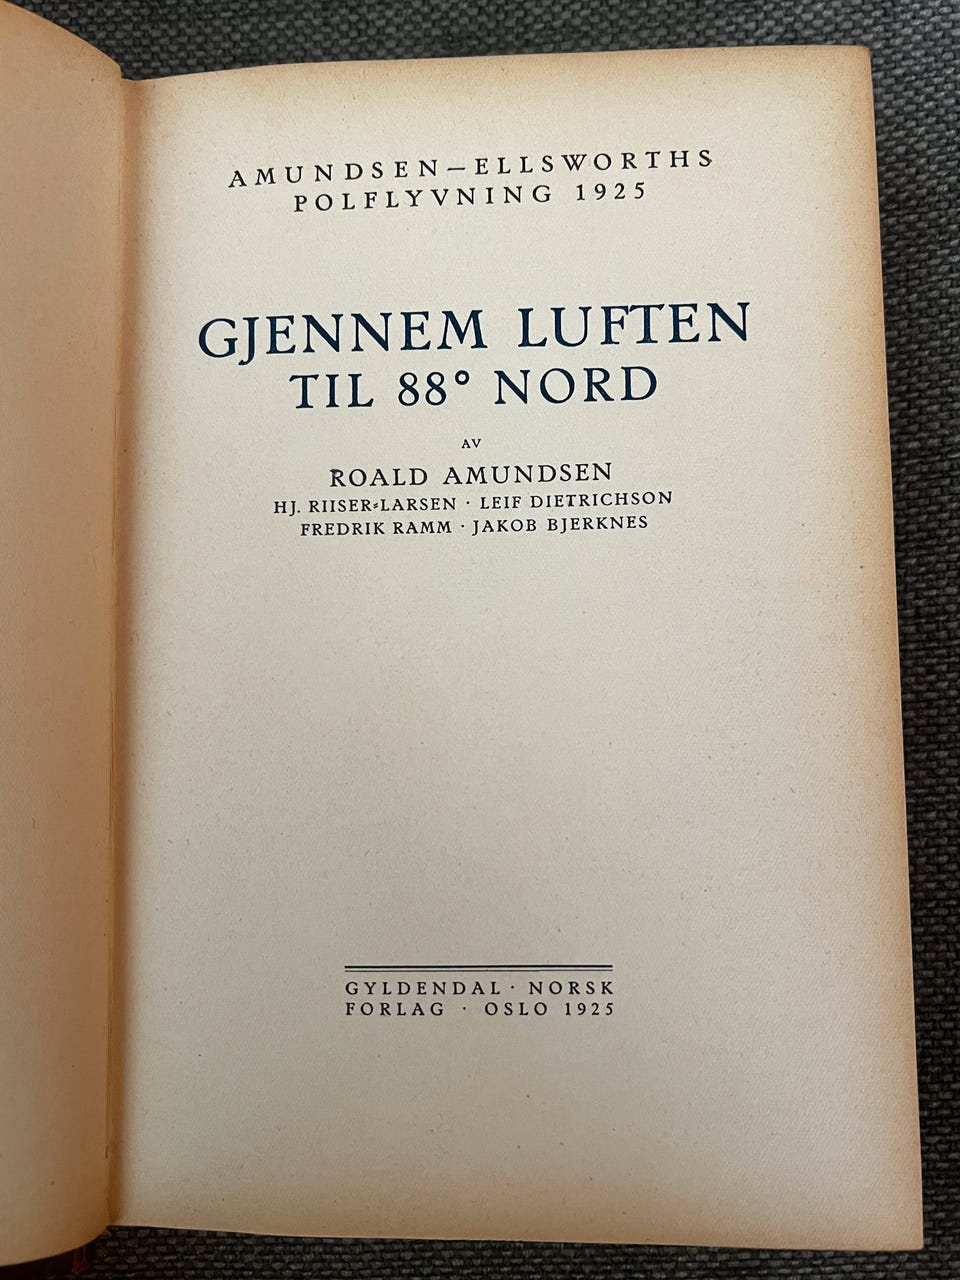 AMUNDSEN—ELLSWORTHS
POLFLYVNING 1925
GJENNEM LUFTEN
TIL 88° NORD
AV
ROALD AMUNDSEN
HJ. RIISER-LARSEN · LEIF DIETRICHSON
FREDRIK RAMM · JAKOB BJERKNES
GYLDENDAL · NORSK
FORLAG · OSLO 1925